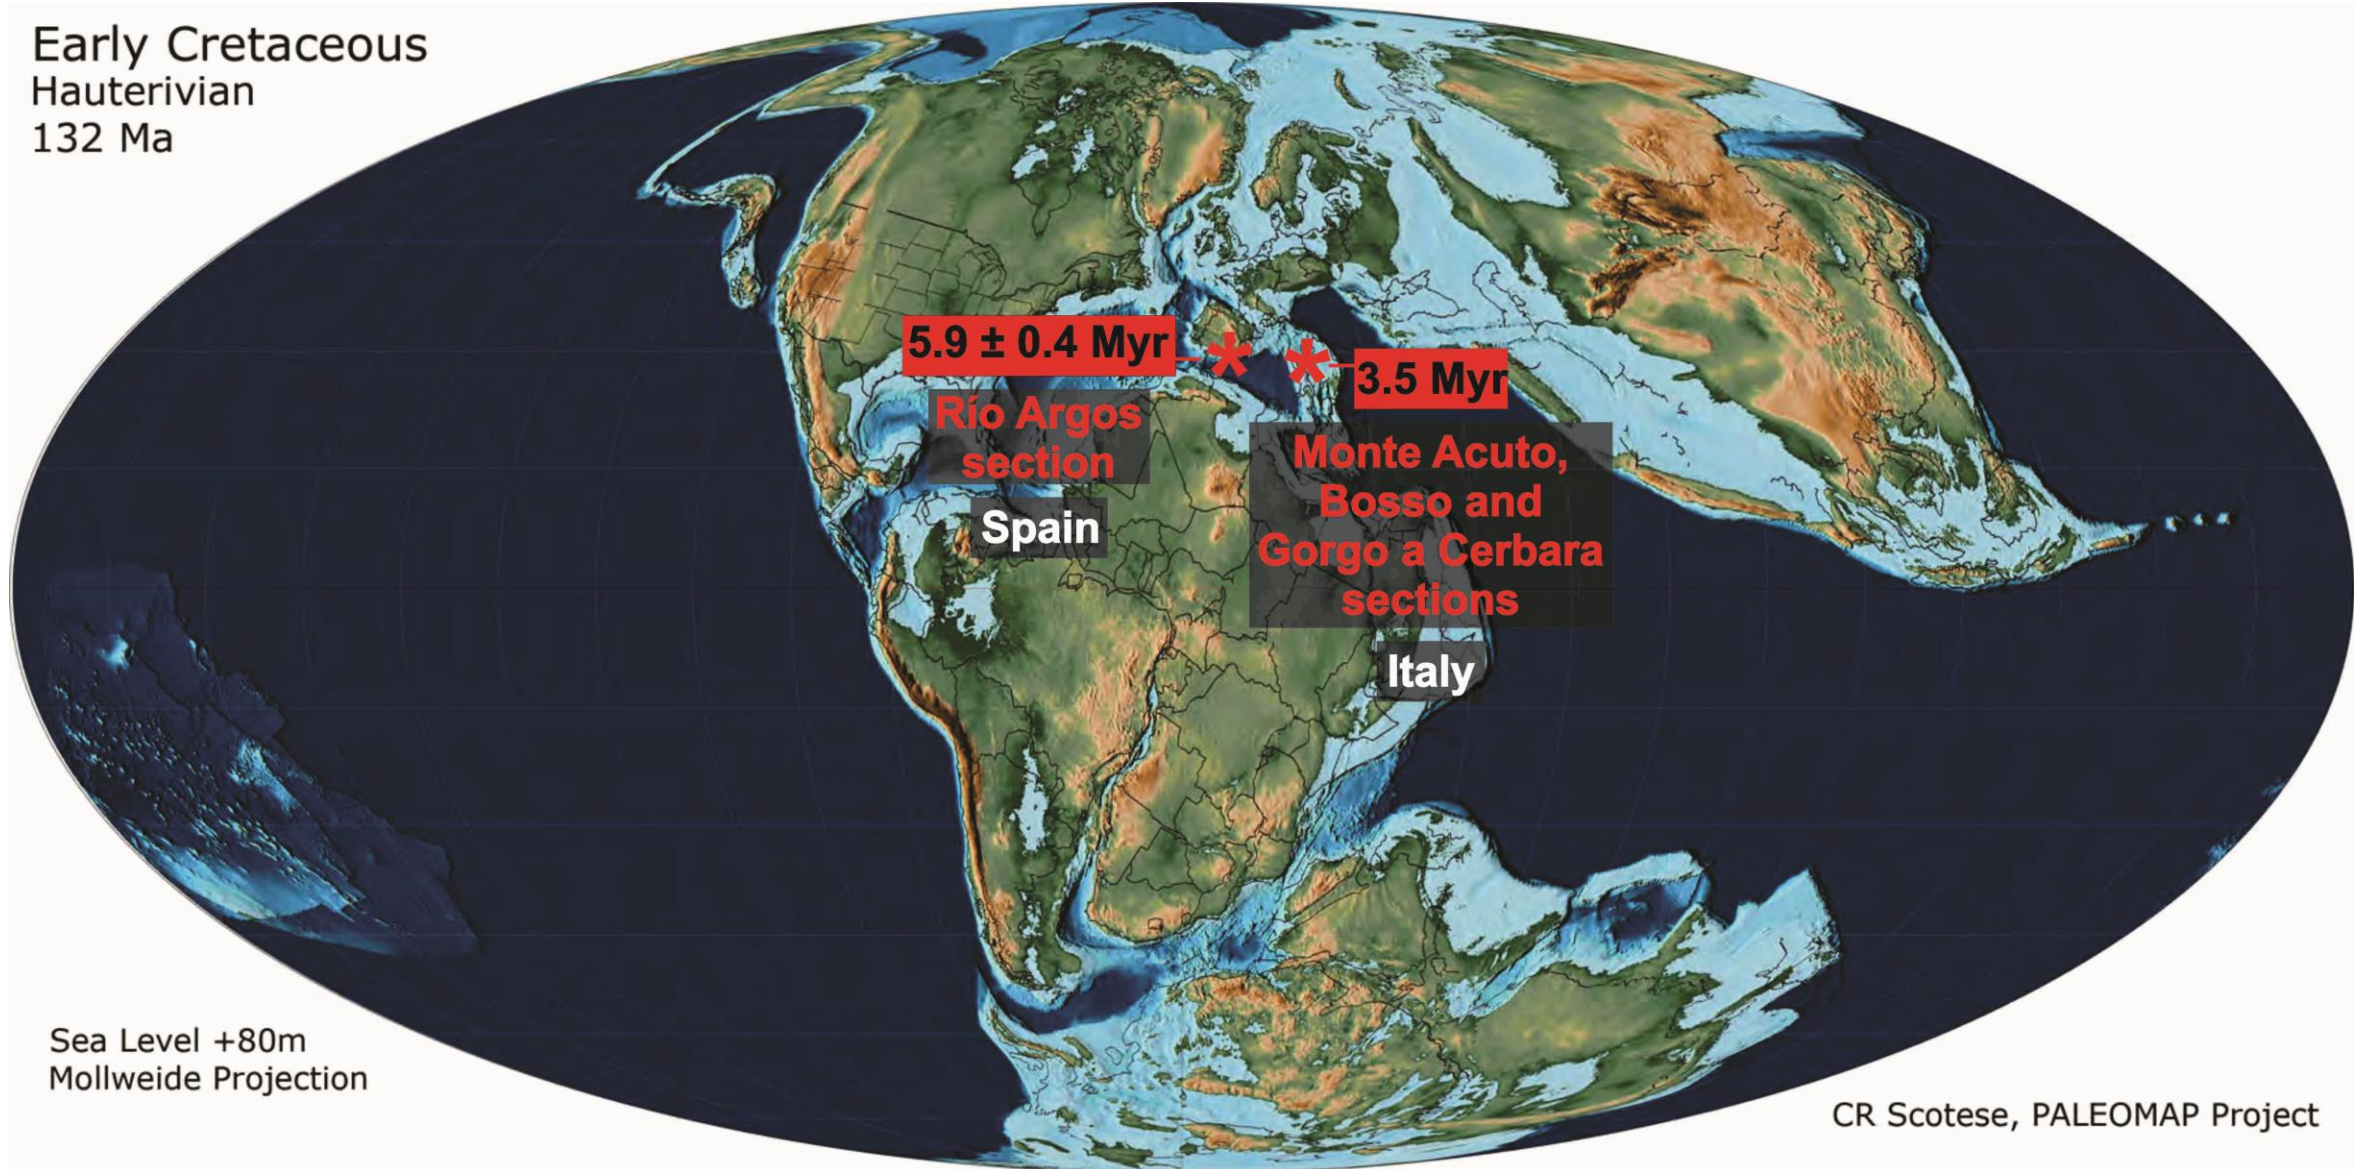 Early Cretaceous
Hauterivian
132 Ma
5.9 ± 0.4 Myr
3.5 Myr
Río Argos
section
Spain
Monte Acuto,
Bosso and
Gorgo a Cerbara
sections
Italy
Sea Level +80m
Mollweide Projection
CR Scotese, PALEOMAP Project